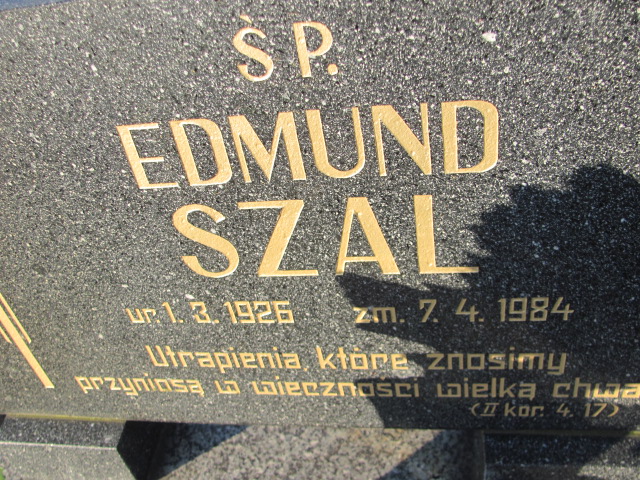 Ś P.
EDMUND
SZAL
ur. 1. 3. 1926 zm. 7. 4. 1984
Utrapienia, które znosimy
przyniosą w wieczności wielką chwa
(II kor. 4. 17)